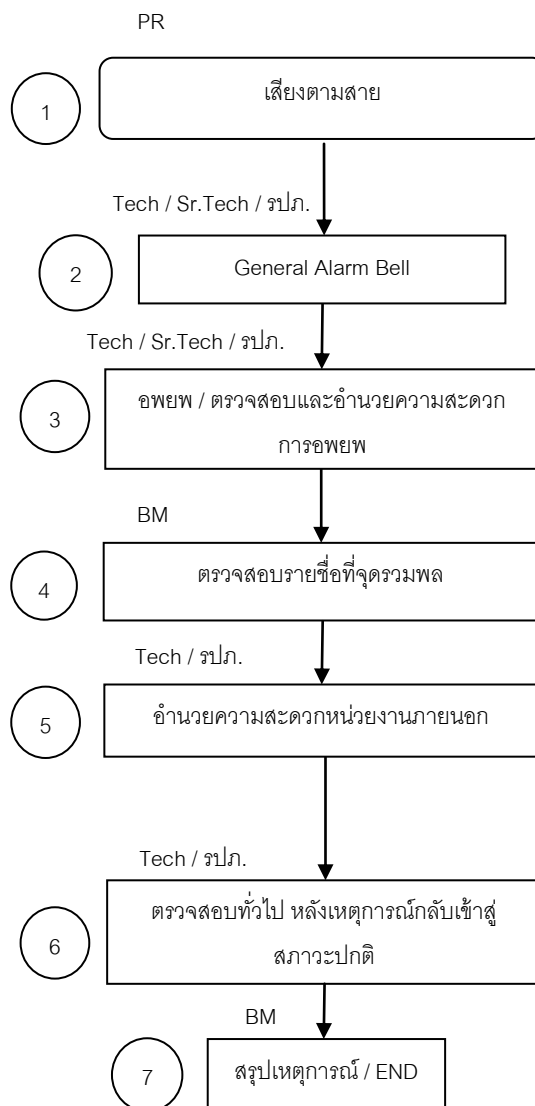 PR
1
เสียงตามสาย
Tech / Sr.Tech / รปภ.
2
General Alarm Bell
Tech / Sr.Tech / รปภ.
3
อพยพ / ตรวจสอบและอำนวยความสะดวก
การอพยพ
BM
4
ตรวจสอบรายชื่อที่จุดรวมพล
Tech / รปภ.
5
อำนวยความสะดวกหน่วยงานภายนอก
Tech / รปภ.
6
ตรวจสอบทั่วไป หลังเหตุการณ์กลับเข้าสู่
สภาวะปกติ
BM
7
สรุปเหตุการณ์ / END